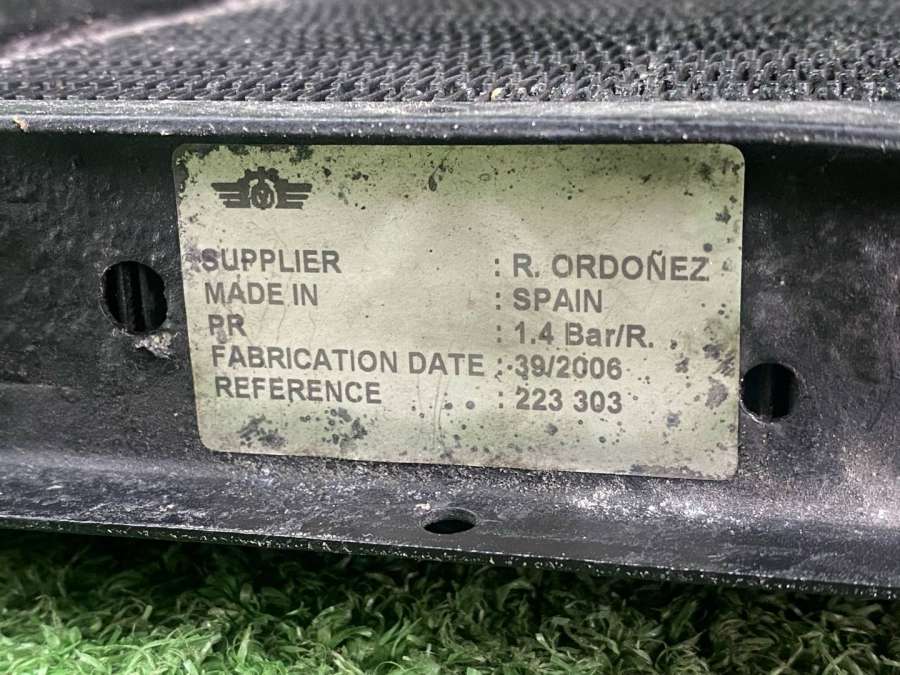 SUPPLIER : R. ORDOÑEZ
MADE IN : SPAIN
PR : 1.4 Bar/R.
FABRICATION DATE : 39/2006
REFERENCE : 223 303